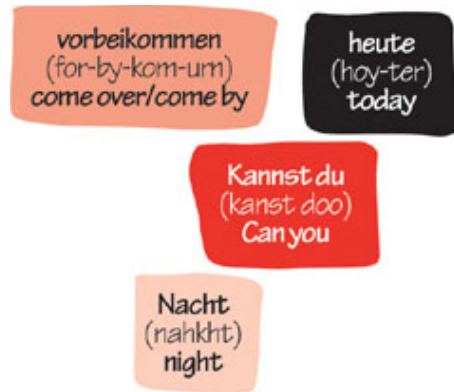 vorbeikommen
(for-by-kom-um)
come over/come by
heute
(hoy-ter)
today
Kannst du
(kanst doo)
Can you
Nacht
(nahkht)
night